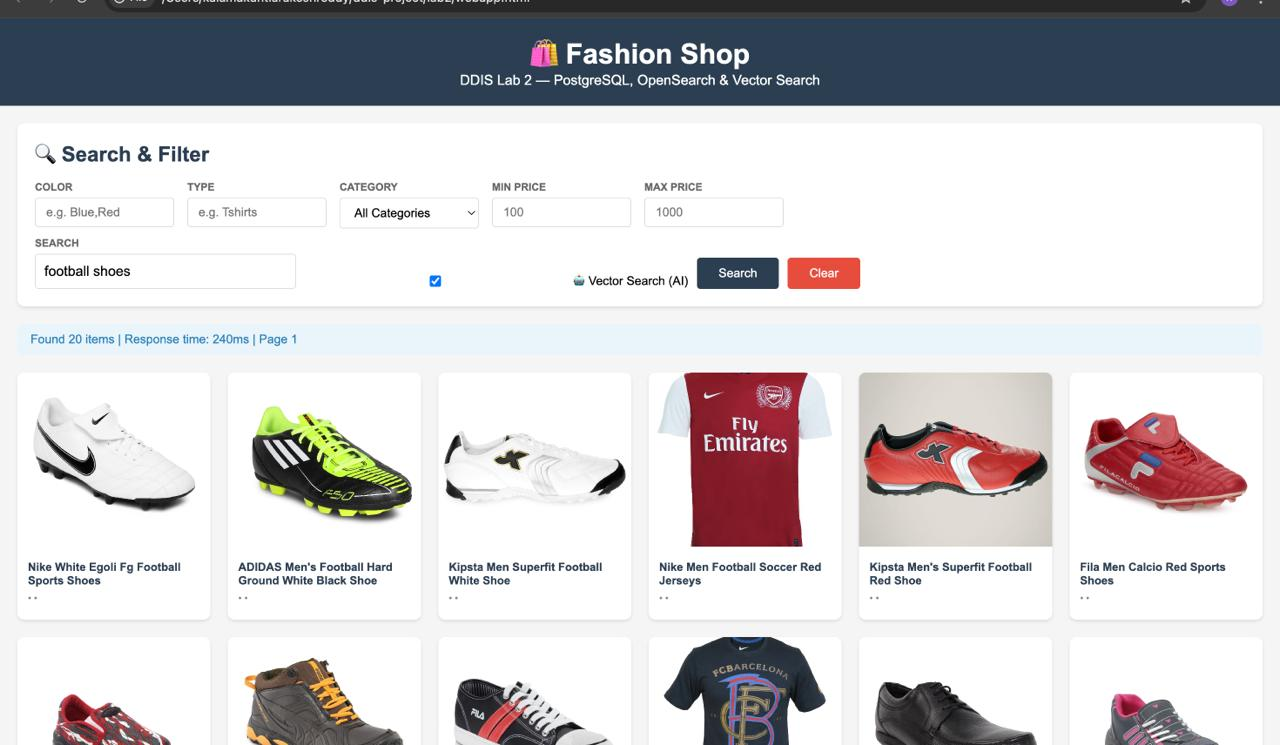 Fashion Shop
DDIS Lab 2 — PostgreSQL, OpenSearch & Vector Search
Search & Filter
COLOR
TYPE
CATEGORY
MIN PRICE
MAX PRICE
e.g. Blue,Red
e.g. Tshirts
All Categories
100
1000
SEARCH
football shoes
Vector Search (AI)
Search
Clear
Found 20 items | Response time: 240ms | Page 1
Fly
Emirates
F50
FILACALCIO
Nike White Egoli Fg Football
Sports Shoes
• •
ADIDAS Men's Football Hard
Ground White Black Shoe
• •
Kipsta Men Superfit Football
White Shoe
• •
Nike Men Football Soccer Red
Jerseys
• •
Kipsta Men's Superfit Football
Red Shoe
• •
Fila Men Calcio Red Sports
Shoes
• •
FILA
FCBARCELONA